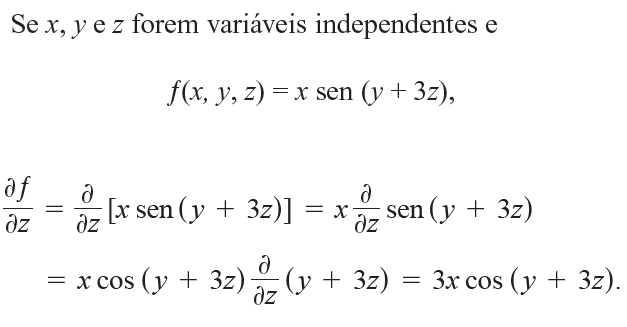 Se x, y e z forem variáveis independentes e
f(x, y, z) = x sen (y + 3z),
∂f/∂z = ∂/∂z [x sen (y + 3z)] = x ∂/∂z sen (y + 3z)
= x cos (y + 3z) ∂/∂z (y + 3z) = 3x cos (y + 3z).